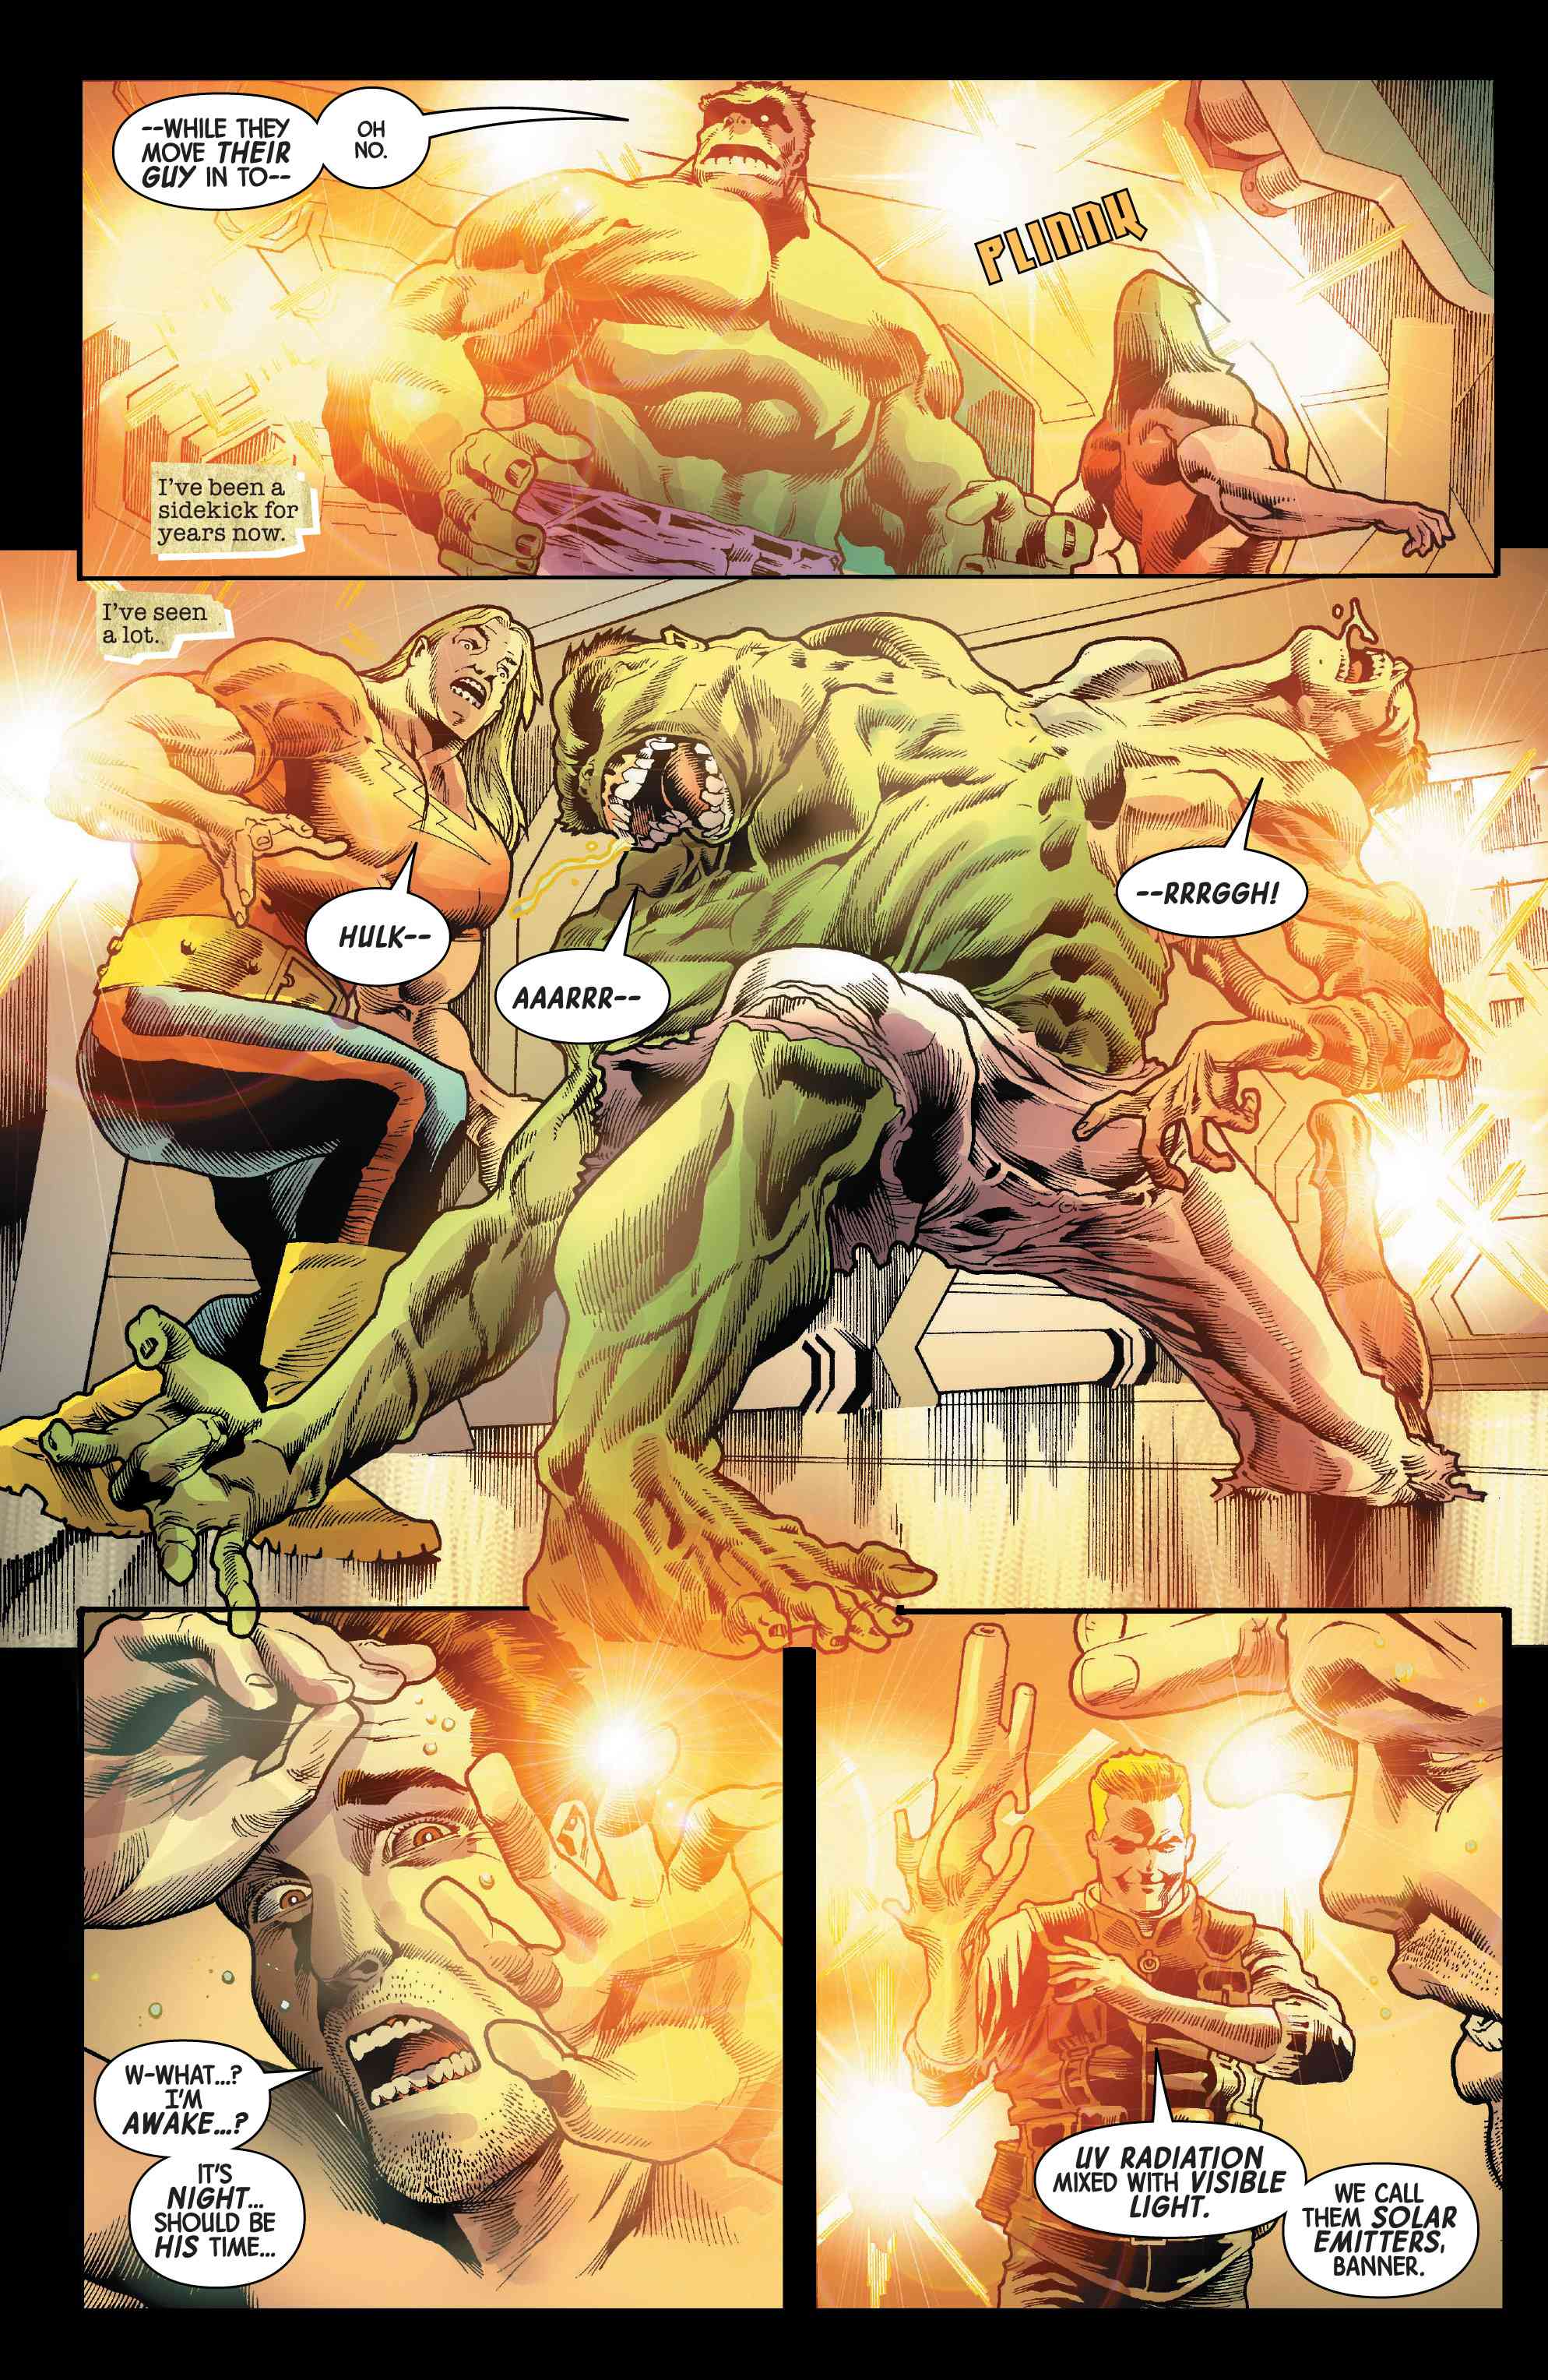 --WHILE THEY
MOVE THEIR
GUY IN TO--
OH
NO.
PLINNK
I've been a
sidekick for
years now.
I've seen
a lot.
HULK--
AAARRR--
--RRRGGH!
W-WHAT...?
I'M
AWAKE...?
IT'S
NIGHT...
SHOULD BE
HIS TIME...
UV RADIATION
MIXED WITH VISIBLE
LIGHT.
WE CALL
THEM SOLAR
EMITTERS,
BANNER.